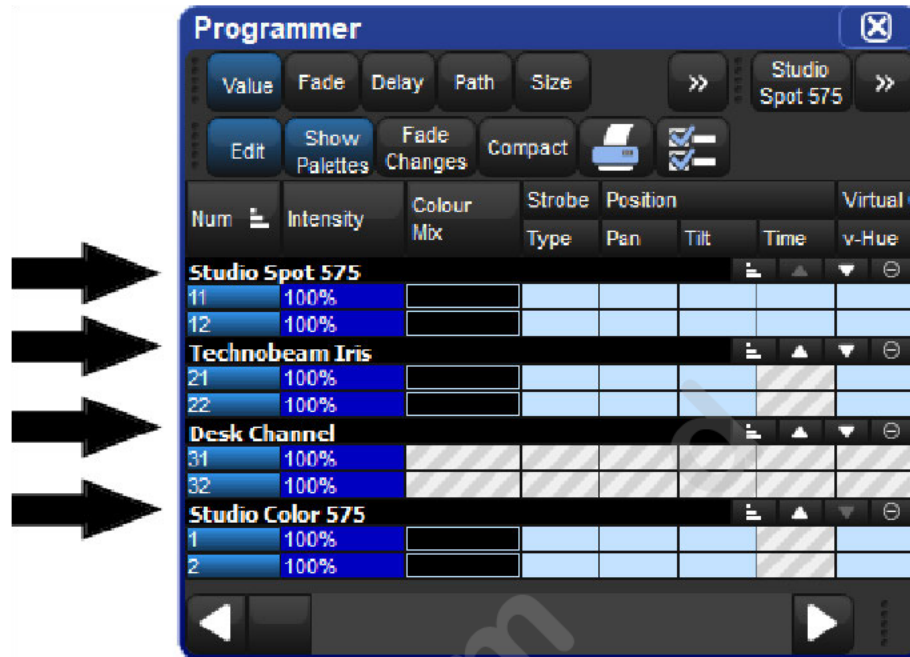 Programmer
Value Fade Delay Path Size » Studio Spot 575 »
Edit Show Palettes Fade Changes Compact
Num Intensity Colour Mix Strobe Position Virtual
Type Pan Tilt Time v-Hue
Studio Spot 575
11 100%
12 100%
Technobeam Iris
21 100%
22 100%
Desk Channel
31 100%
32 100%
Studio Color 575
1 100%
2 100%